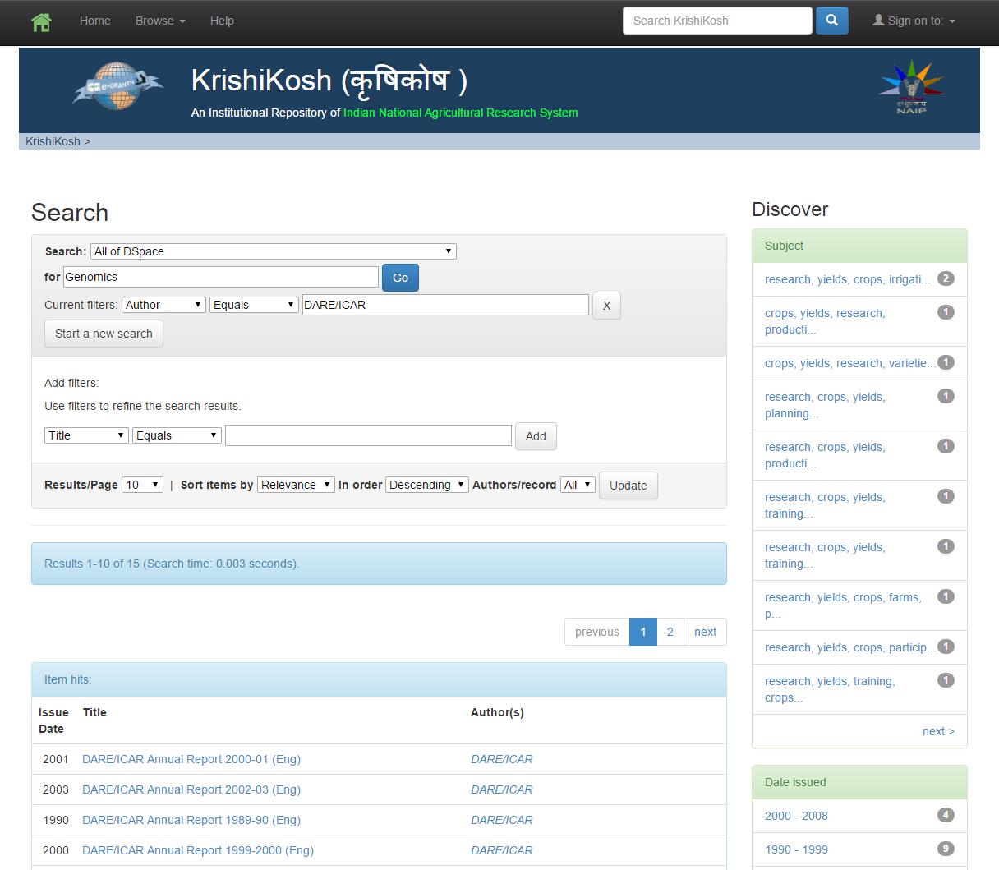 Home Browse Help Search KrishiKosh Sign on to:
e-GRANTH
KrishiKosh (कृषिकोष )
An Institutional Repository of Indian National Agricultural Research System
NAIP
KrishiKosh >
Search
Search: All of DSpace
for Genomics Go
Current filters: Author Equals DARE/ICAR X
Start a new search
Add filters:
Use filters to refine the search results.
Title Equals Add
Results/Page 10 | Sort items by Relevance In order Descending Authors/record All Update
Results 1-10 of 15 (Search time: 0.003 seconds).
previous 1 2 next
Item hits:
Issue Date Title Author(s)
2001 DARE/ICAR Annual Report 2000-01 (Eng) DARE/ICAR
2003 DARE/ICAR Annual Report 2002-03 (Eng) DARE/ICAR
1990 DARE/ICAR Annual Report 1989-90 (Eng) DARE/ICAR
2000 DARE/ICAR Annual Report 1999-2000 (Eng) DARE/ICAR
Discover
Subject
research, yields, crops, irrigati... 2
crops, yields, research, 1
producti...
crops, yields, research, varietie... 1
research, crops, yields, 1
planning...
research, crops, yields, 1
producti...
research, crops, yields, 1
training...
research, crops, yields, 1
training...
research, yields, crops, farms, 1
p...
research, yields, crops, particip... 1
research, yields, training, 1
crops...
next >
Date issued
2000 - 2008 4
1990 - 1999 9